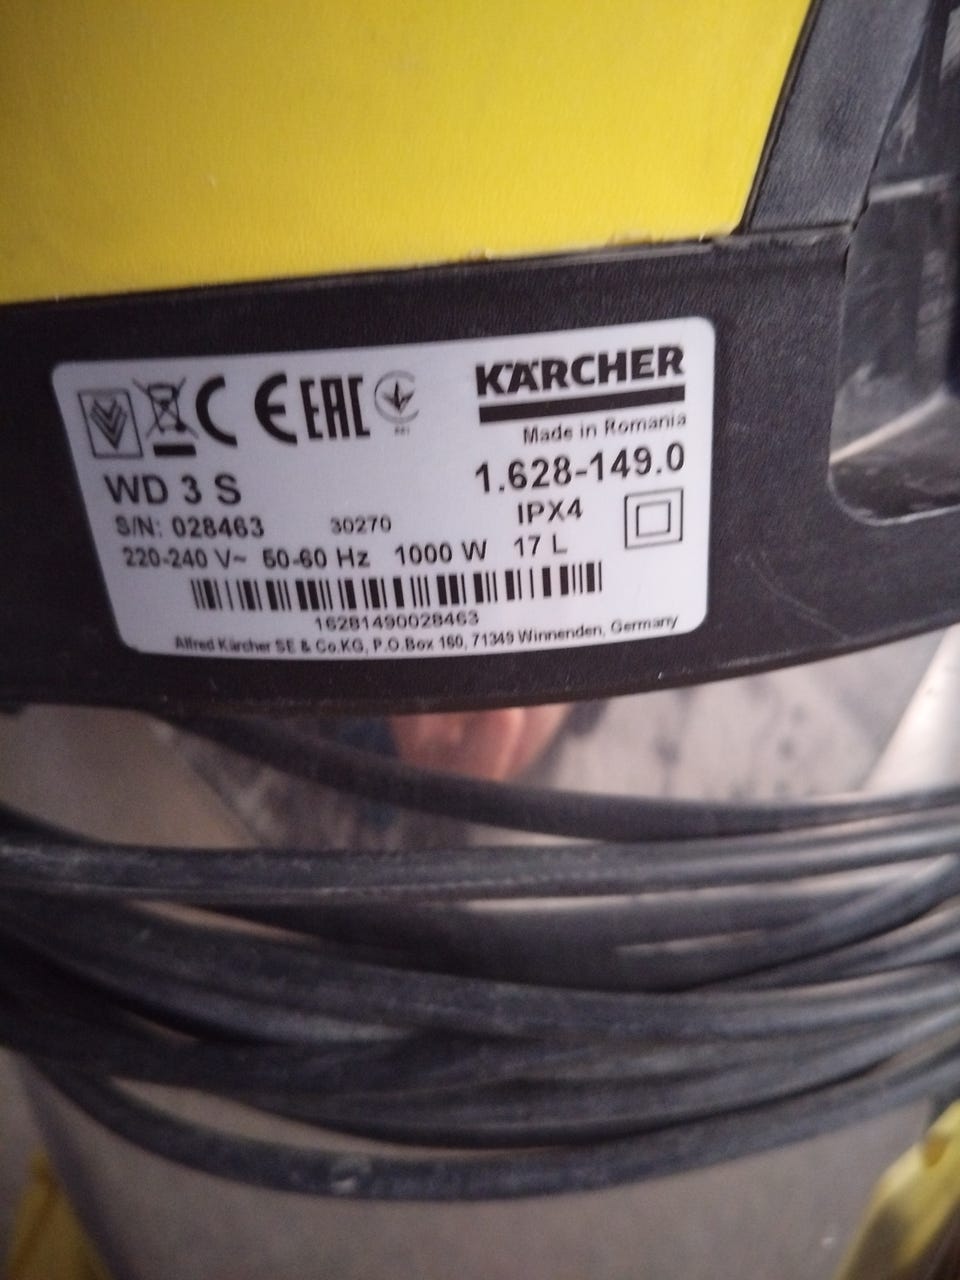 CE EAC
KÄRCHER
Made in Romania
WD 3 S
1.628-149.0
S/N: 028463 30270 IPX4
220-240 V~ 50-60 Hz 1000 W 17 L
16281490028463
Alfred Kärcher SE & Co.KG, P.O.Box 160, 71349 Winnenden, Germany